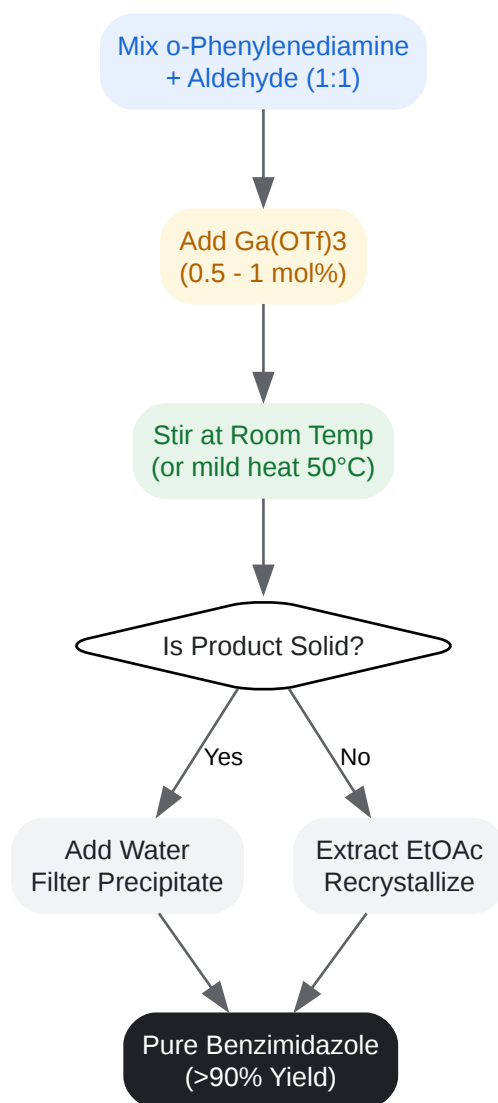 Mix o-Phenylenediamine
+ Aldehyde (1:1)
Add Ga(OTf)3
(0.5 - 1 mol%)
Stir at Room Temp
(or mild heat 50°C)
Is Product Solid?
Yes
No
Add Water
Filter Precipitate
Extract EtOAc
Recrystallize
Pure Benzimidazole
(>90% Yield)